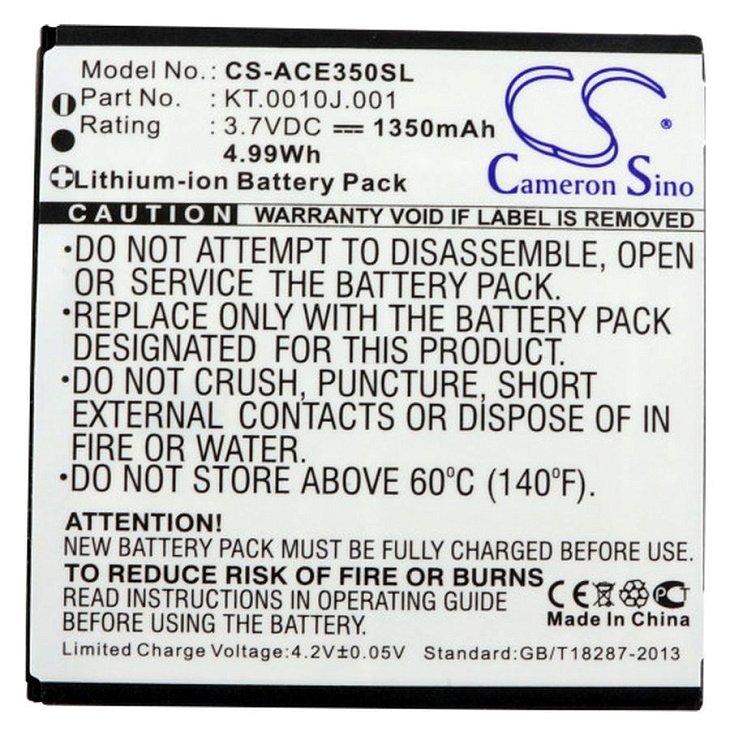 Model No.: CS-ACE350SL
Part No. : KT.0010J.001
Rating : 3.7VDC 1350mAh
4.99Wh
Lithium-ion Battery Pack
CS ®
Cameron Sino
CAUTION WARRANTY VOID IF LABEL IS REMOVED
·DO NOT ATTEMPT TO DISASSEMBLE, OPEN
OR SERVICE THE BATTERY PACK.
·REPLACE ONLY WITH THE BATTERY PACK
DESIGNATED FOR THIS PRODUCT.
·DO NOT CRUSH, PUNCTURE, SHORT
EXTERNAL CONTACTS OR DISPOSE OF IN
FIRE OR WATER.
·DO NOT STORE ABOVE 60°C (140°F).
ATTENTION!
NEW BATTERY PACK MUST BE FULLY CHARGED BEFORE USE.
TO REDUCE RISK OF FIRE OR BURNS
READ INSTRUCTIONS IN OPERATING GUIDE
BEFORE USING THIS BATTERY PRODUCT.
CE PCT
Made In China
Limited Charge Voltage:4.2V±0.05V Standard:GB/T18287-2013